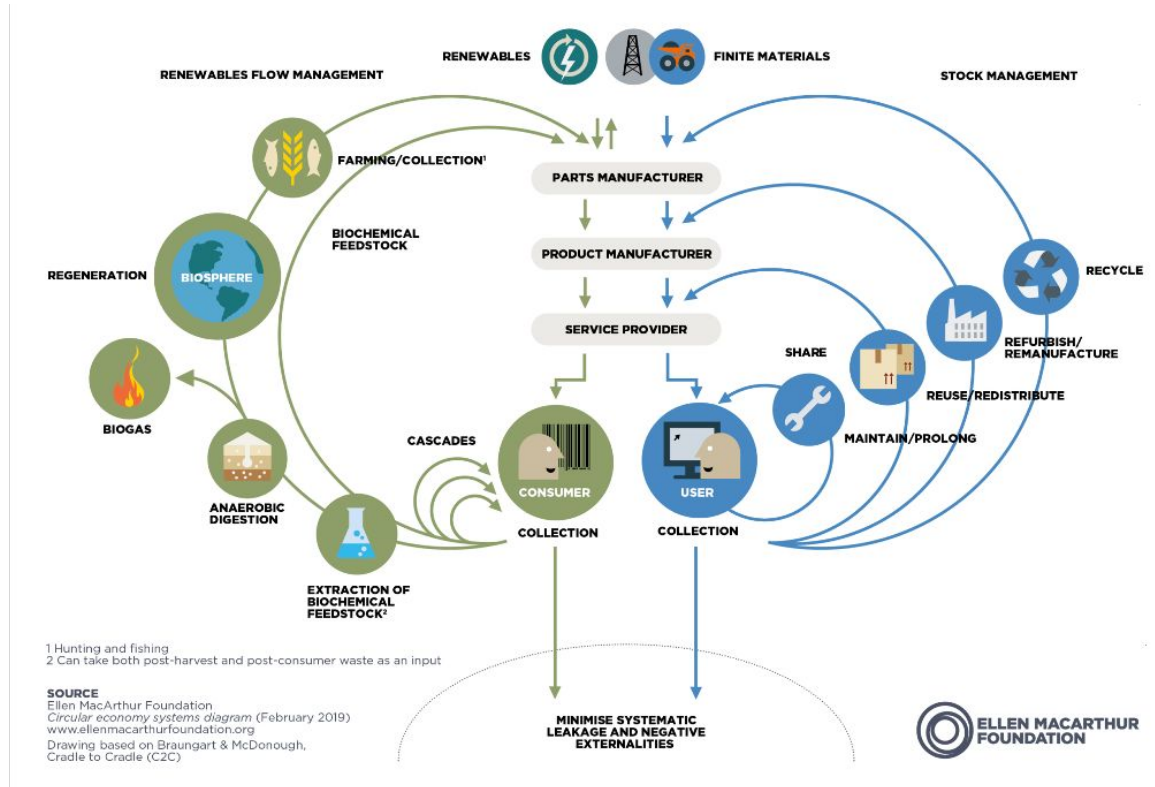 RENEWABLES
FINITE MATERIALS
RENEWABLES FLOW MANAGEMENT
STOCK MANAGEMENT
FARMING/COLLECTION¹
PARTS MANUFACTURER
BIOCHEMICAL
FEEDSTOCK
PRODUCT MANUFACTURER
REGENERATION
BIOSPHERE
RECYCLE
SERVICE PROVIDER
SHARE
REFURBISH/
REMANUFACTURE
REUSE/REDISTRIBUTE
BIOGAS
CASCADES
MAINTAIN/PROLONG
CONSUMER
USER
ANAEROBIC
DIGESTION
COLLECTION
COLLECTION
EXTRACTION OF
BIOCHEMICAL
FEEDSTOCK²
1 Hunting and fishing
2 Can take both post-harvest and post-consumer waste as an input
SOURCE
Ellen MacArthur Foundation
Circular economy systems diagram (February 2019)
www.ellenmacarthurfoundation.org
Drawing based on Braungart & McDonough,
Cradle to Cradle (C2C)
MINIMISE SYSTEMATIC
LEAKAGE AND NEGATIVE
EXTERNALITIES
ELLEN MACARTHUR
FOUNDATION